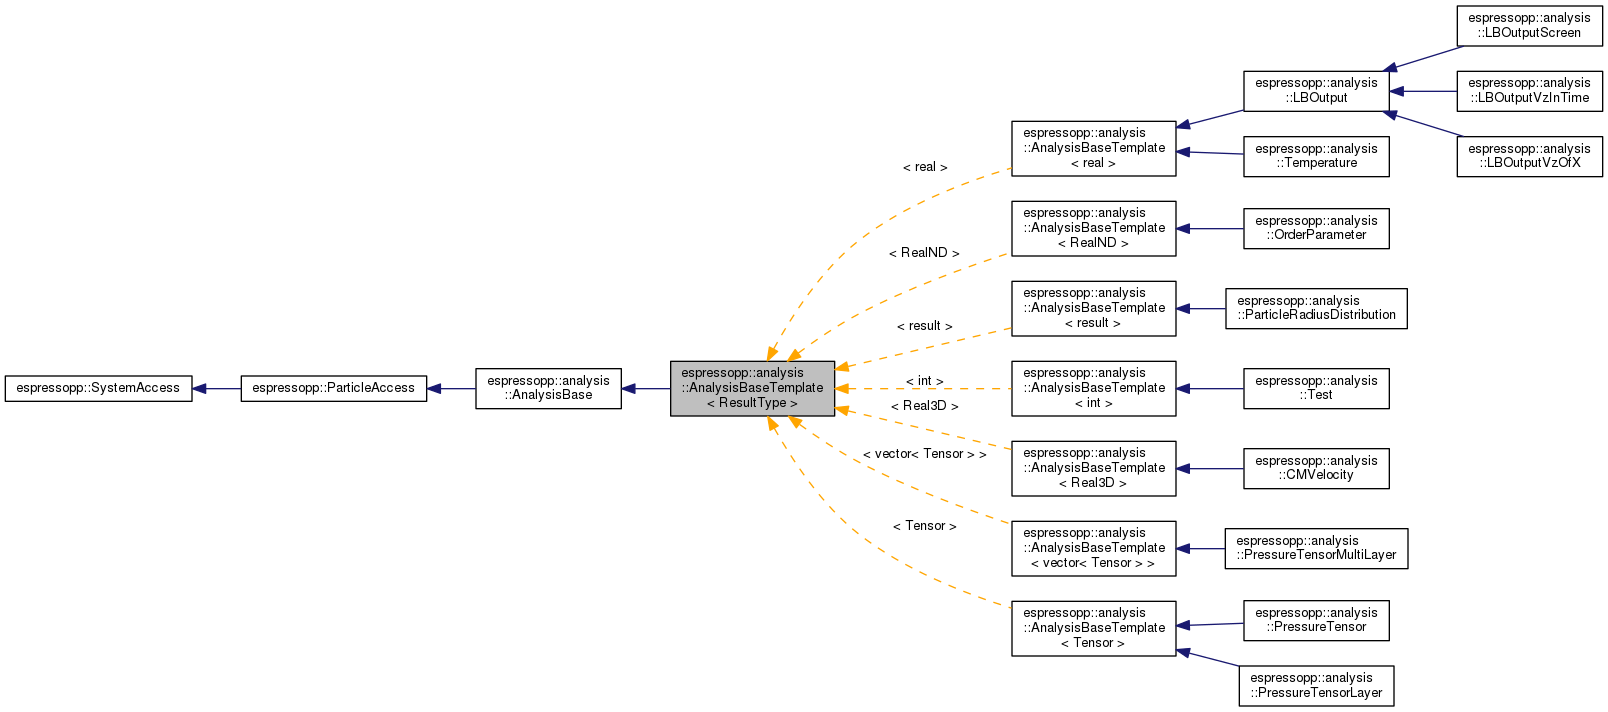 espressopp::SystemAccess
espressopp::ParticleAccess
espressopp::analysis
::AnalysisBase
espressopp::analysis
::AnalysisBaseTemplate
< ResultType >
< real >
< RealND >
< result >
< int >
< Real3D >
< vector< Tensor > >
< Tensor >
espressopp::analysis
::AnalysisBaseTemplate
< real >
espressopp::analysis
::LBOutput
espressopp::analysis
::LBOutputScreen
espressopp::analysis
::LBOutputVzInTime
espressopp::analysis
::LBOutputVzOfX
espressopp::analysis
::Temperature
espressopp::analysis
::AnalysisBaseTemplate
< RealND >
espressopp::analysis
::OrderParameter
espressopp::analysis
::AnalysisBaseTemplate
< result >
espressopp::analysis
::ParticleRadiusDistribution
espressopp::analysis
::AnalysisBaseTemplate
< int >
espressopp::analysis
::Test
espressopp::analysis
::AnalysisBaseTemplate
< Real3D >
espressopp::analysis
::CMVelocity
espressopp::analysis
::AnalysisBaseTemplate
< vector< Tensor > >
espressopp::analysis
::PressureTensorMultiLayer
espressopp::analysis
::AnalysisBaseTemplate
< Tensor >
espressopp::analysis
::PressureTensor
espressopp::analysis
::PressureTensorLayer